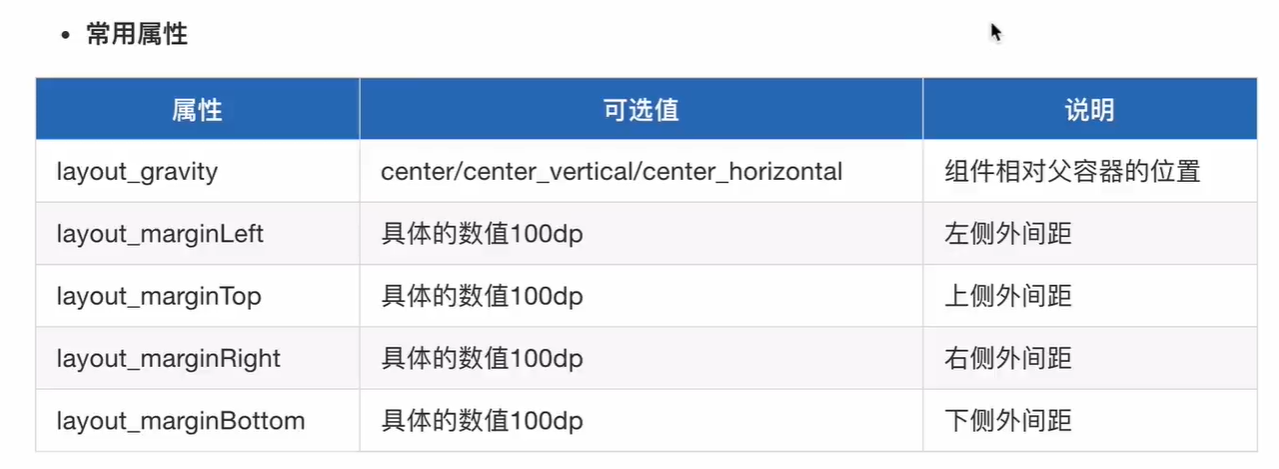 常用属性
属性 可选值 说明
layout_gravity center/center_vertical/center_horizontal 组件相对父容器的位置
layout_marginLeft 具体的数值100dp 左侧外间距
layout_marginTop 具体的数值100dp 上侧外间距
layout_marginRight 具体的数值100dp 右侧外间距
layout_marginBottom 具体的数值100dp 下侧外间距